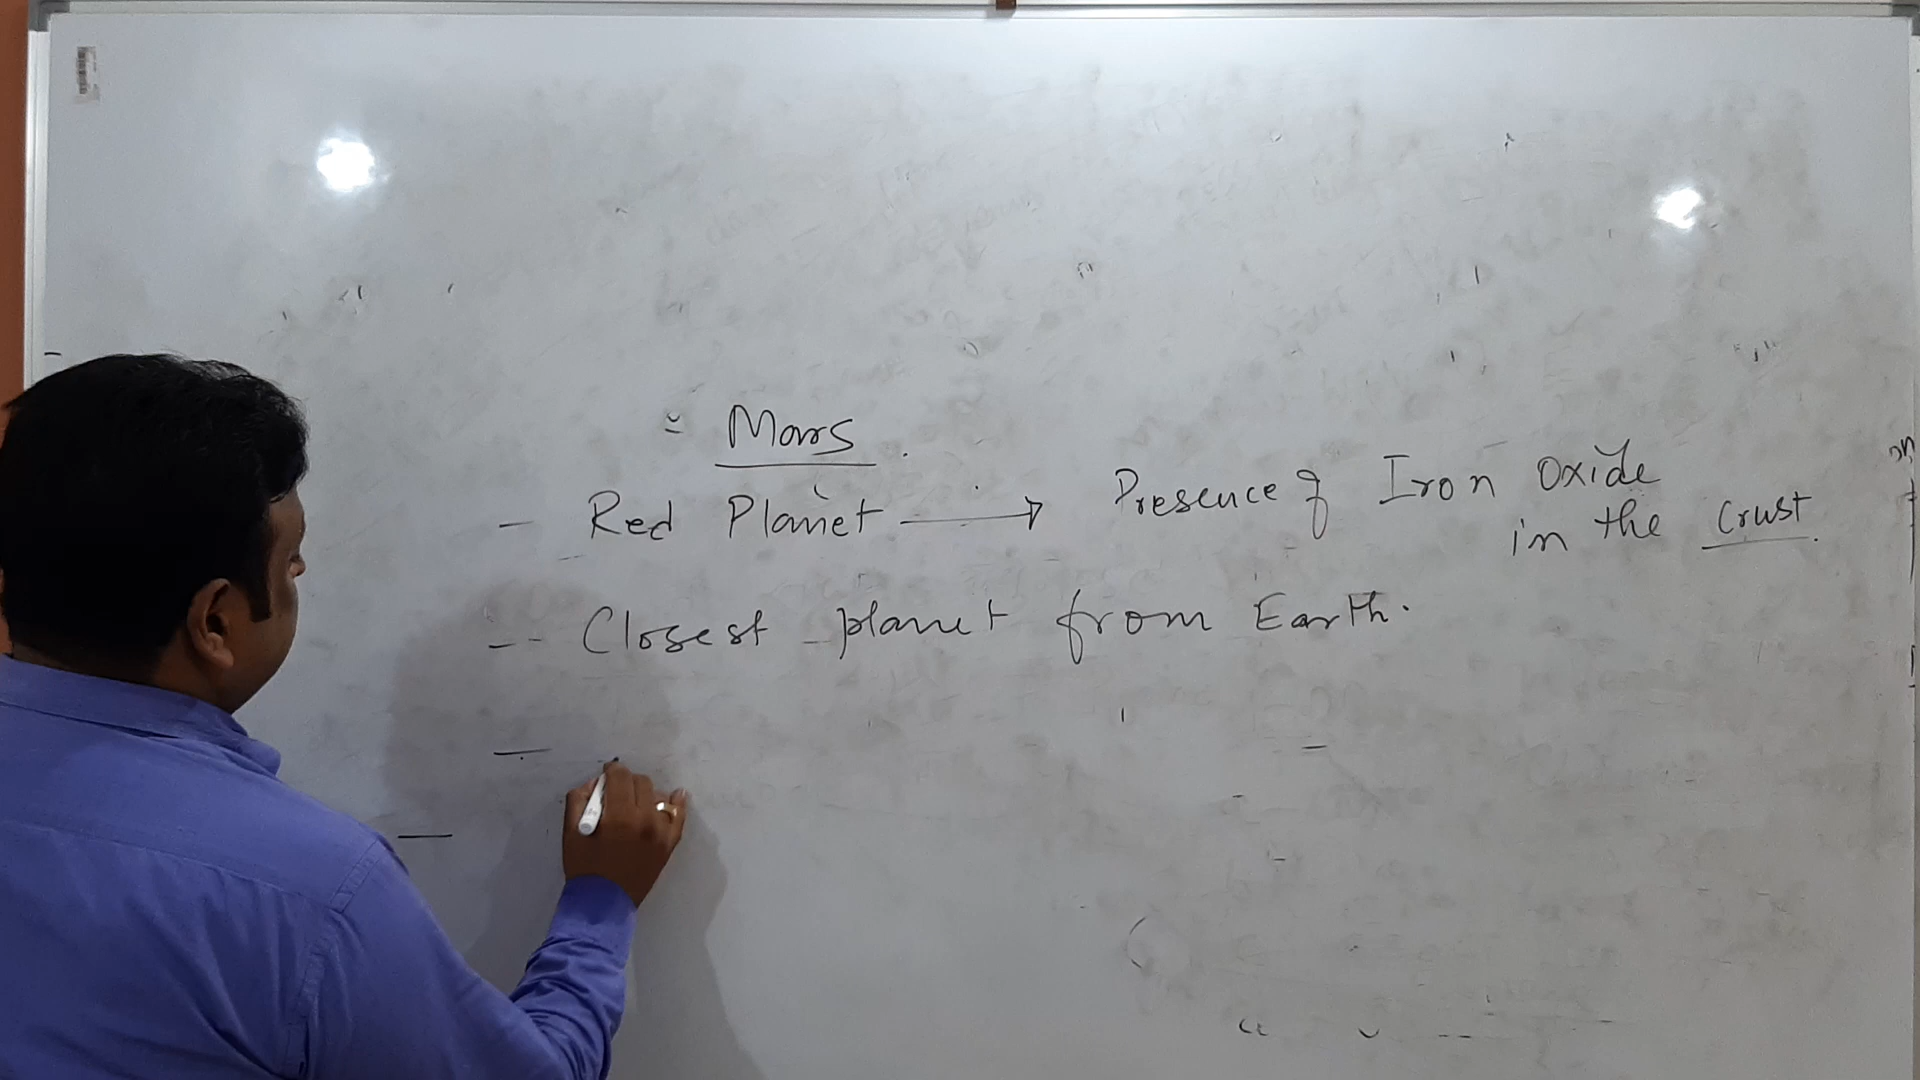 Mars
- Red Planet → Presence of Iron Oxide
in the Crust.
-- Closest planet from Earth.
—